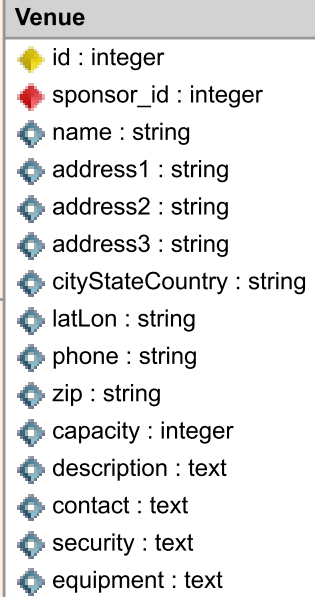 Venue
id : integer
sponsor_id : integer
name : string
address1 : string
address2 : string
address3 : string
cityStateCountry : string
latLon : string
phone : string
zip : string
capacity : integer
description : text
contact : text
security : text
equipment : text